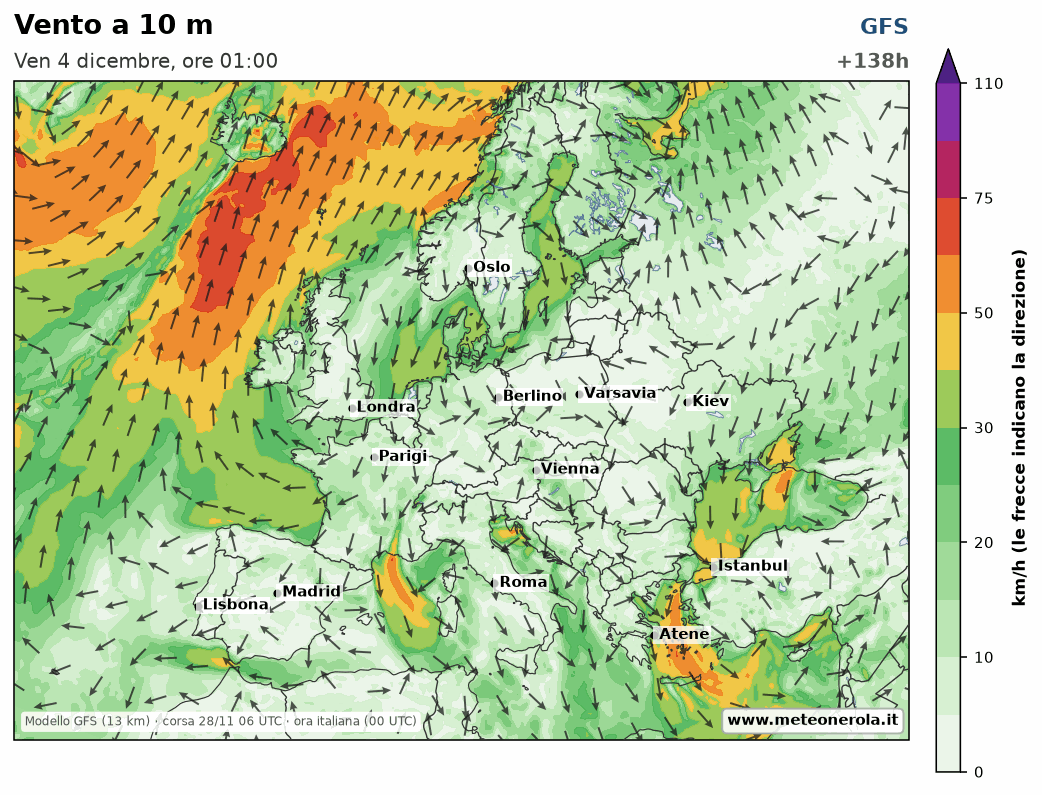 Vento a 10 m
GFS
Ven 4 dicembre, ore 01:00
+138h
110
75
50
30
20
10
0
km/h (le frecce indicano la direzione)
Oslo
Londra
Berlino
Varsavia
Kiev
Parigi
Vienna
Istanbul
Roma
Madrid
Lisbona
Atene
Modello GFS (13 km) · corsa 28/11 06 UTC · ora italiana (00 UTC)
www.meteonerola.it